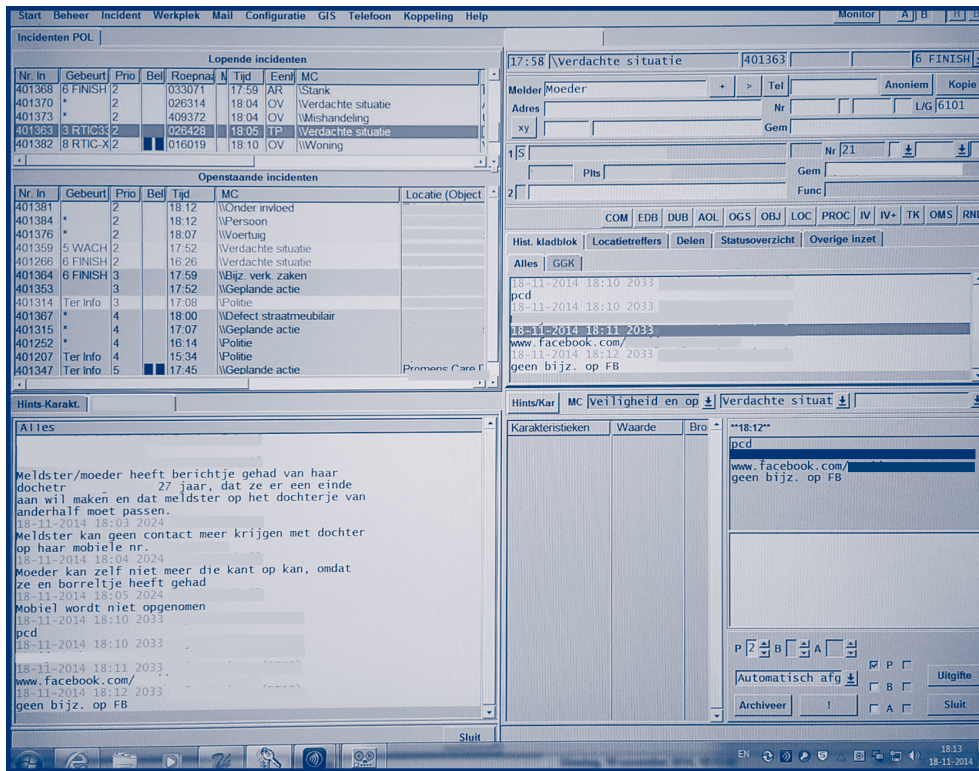 Start Beheer Incident Werkplek Mail Configuratie GIS Telefoon Koppeling Help
Monitor A B H
Incidenten POL
Lopende incidenten
Nr. In Gebeurt Prio Bel Roepna N Tijd Eenh MC
401368 6 FINISH 2 033071 17:59 AR \Stank
401370 * 2 026314 18:04 OV \Verdachte situatie
401373 * 2 409372 18:04 OV \\Mishandeling
401363 3 RTIC33 2 026428 18:05 TP \Verdachte situatie
401382 8 RTIC-X 2 016019 18:10 OV \\Woning
Openstaande incidenten
Nr. In Gebeurt Prio Bel Tijd MC Locatie (Object
401381 2 18:12 \\Onder invloed
401384 * 2 18:12 \\Persoon
401376 * 2 18:07 \\Voertuig
401359 5 WACH 2 17:52 \Verdachte situatie
401266 6 FINISH 2 16:26 \Verdachte situatie
401364 6 FINISH 3 17:59 \\Bijz. verk. zaken
401353 3 17:52 \\Geplande actie
401314 Ter Info 3 17:08 \Politie
401367 * 4 18:00 \\Defect straatmeubilair
401315 * 4 17:07 \\Geplande actie
401252 * 4 16:14 \Politie
401207 Ter Info 4 15:34 \Politie
401347 Ter Info 5 17:45 \\Geplande actie Promens Care
Hints-Karakt.
Alles
Meldster/moeder heeft berichtje gehad van haar
dochetr 27 jaar, dat ze er een einde
aan wil maken en dat meldster op het dochterje van
anderhalf moet passen.
18-11-2014 18:03 2024
Meldster kan geen contact meer krijgen met dochter
op haar mobiele nr.
18-11-2014 18:04 2024
Moeder kan zelf niet meer die kant op kan, omdat
ze en borreltje heeft gehad
18-11-2014 18:05 2024
Mobiel wordt niet opgenomen
18-11-2014 18:10 2033
pcd
18-11-2014 18:10 2033
18-11-2014 18:11 2033
www.facebook.com/
18-11-2014 18:12 2033
geen bijz. op FB
Sluit
17:58 \Verdachte situatie 401363 6 FINISH
Melder Moeder + > Tel Anoniem Kopie
Adres Nr L/G 6101
xy Gem
1 S Nr 21
Plts Gem
2 Func
COM EDB DUB AOL OGS OBJ LOC PROC IV IV+ TK OMS RND
Hist. kladblok Locatietreffers Delen Statusoverzicht Overige inzet
Alles GGK
18-11-2014 18:10 2033
pcd
18-11-2014 18:10 2033
18-11-2014 18:11 2033
www.facebook.com/
18-11-2014 18:12 2033
geen bijz. op FB
Hints/Kar MC Veiligheid en op Verdachte situat
Karakteristieken Waarde Bro
**18:12**
pcd
www.facebook.com/
geen bijz. op FB
P 2 B A
Automatisch afg
P
B
A
Uitgifte
Archiveer ! Sluit
EN 18:13
18-11-2014